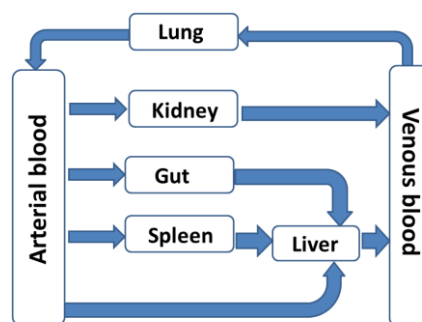 Lung
Arterial blood
Kidney
Gut
Spleen
Liver
Venous blood